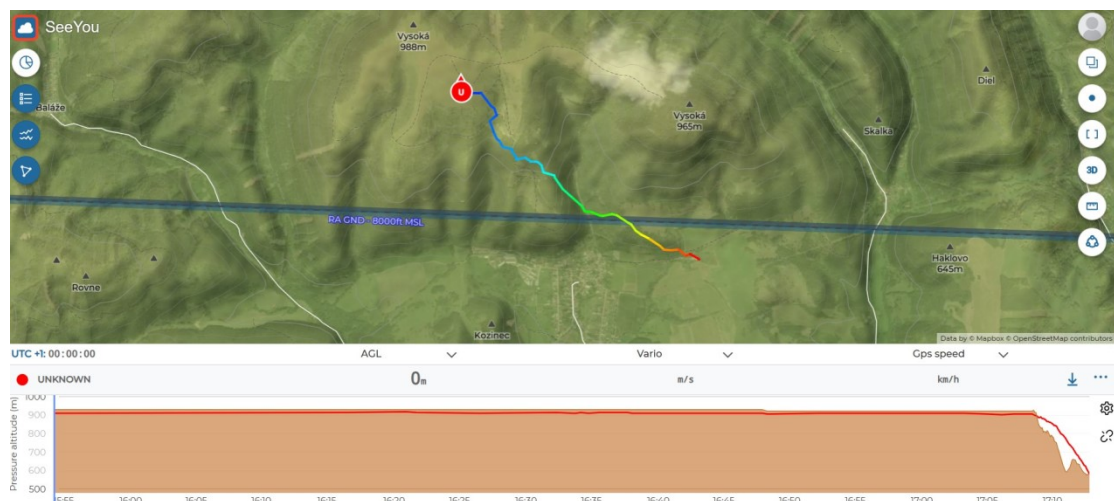 SeeYou
Vysoká
988m
U
Diel
Baláže
Vysoká
965m
Skalka
3D
RA GND - 8000ft MSL
Haklovo
645m
Rovne
Kozinec
Data by © Mapbox © OpenStreetMap contributors
UTC +1: 00:00:00 AGL Vario Gps speed
UNKNOWN 0m m/s km/h
Pressure altitude (m)
1000
900
800
700
600
500
16:00 16:05 16:10 16:15 16:20 16:25 16:30 16:35 16:40 16:45 16:50 16:55 17:00 17:05 17:10